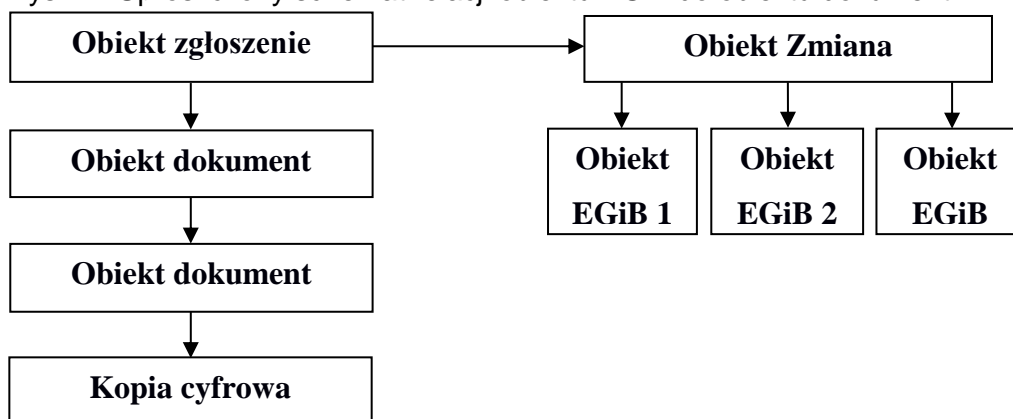 Obiekt zgłoszenie
Obiekt Zmiana
Obiekt dokument
Obiekt
EGiB 1
Obiekt
EGiB 2
Obiekt
EGiB
Obiekt dokument
Kopia cyfrowa